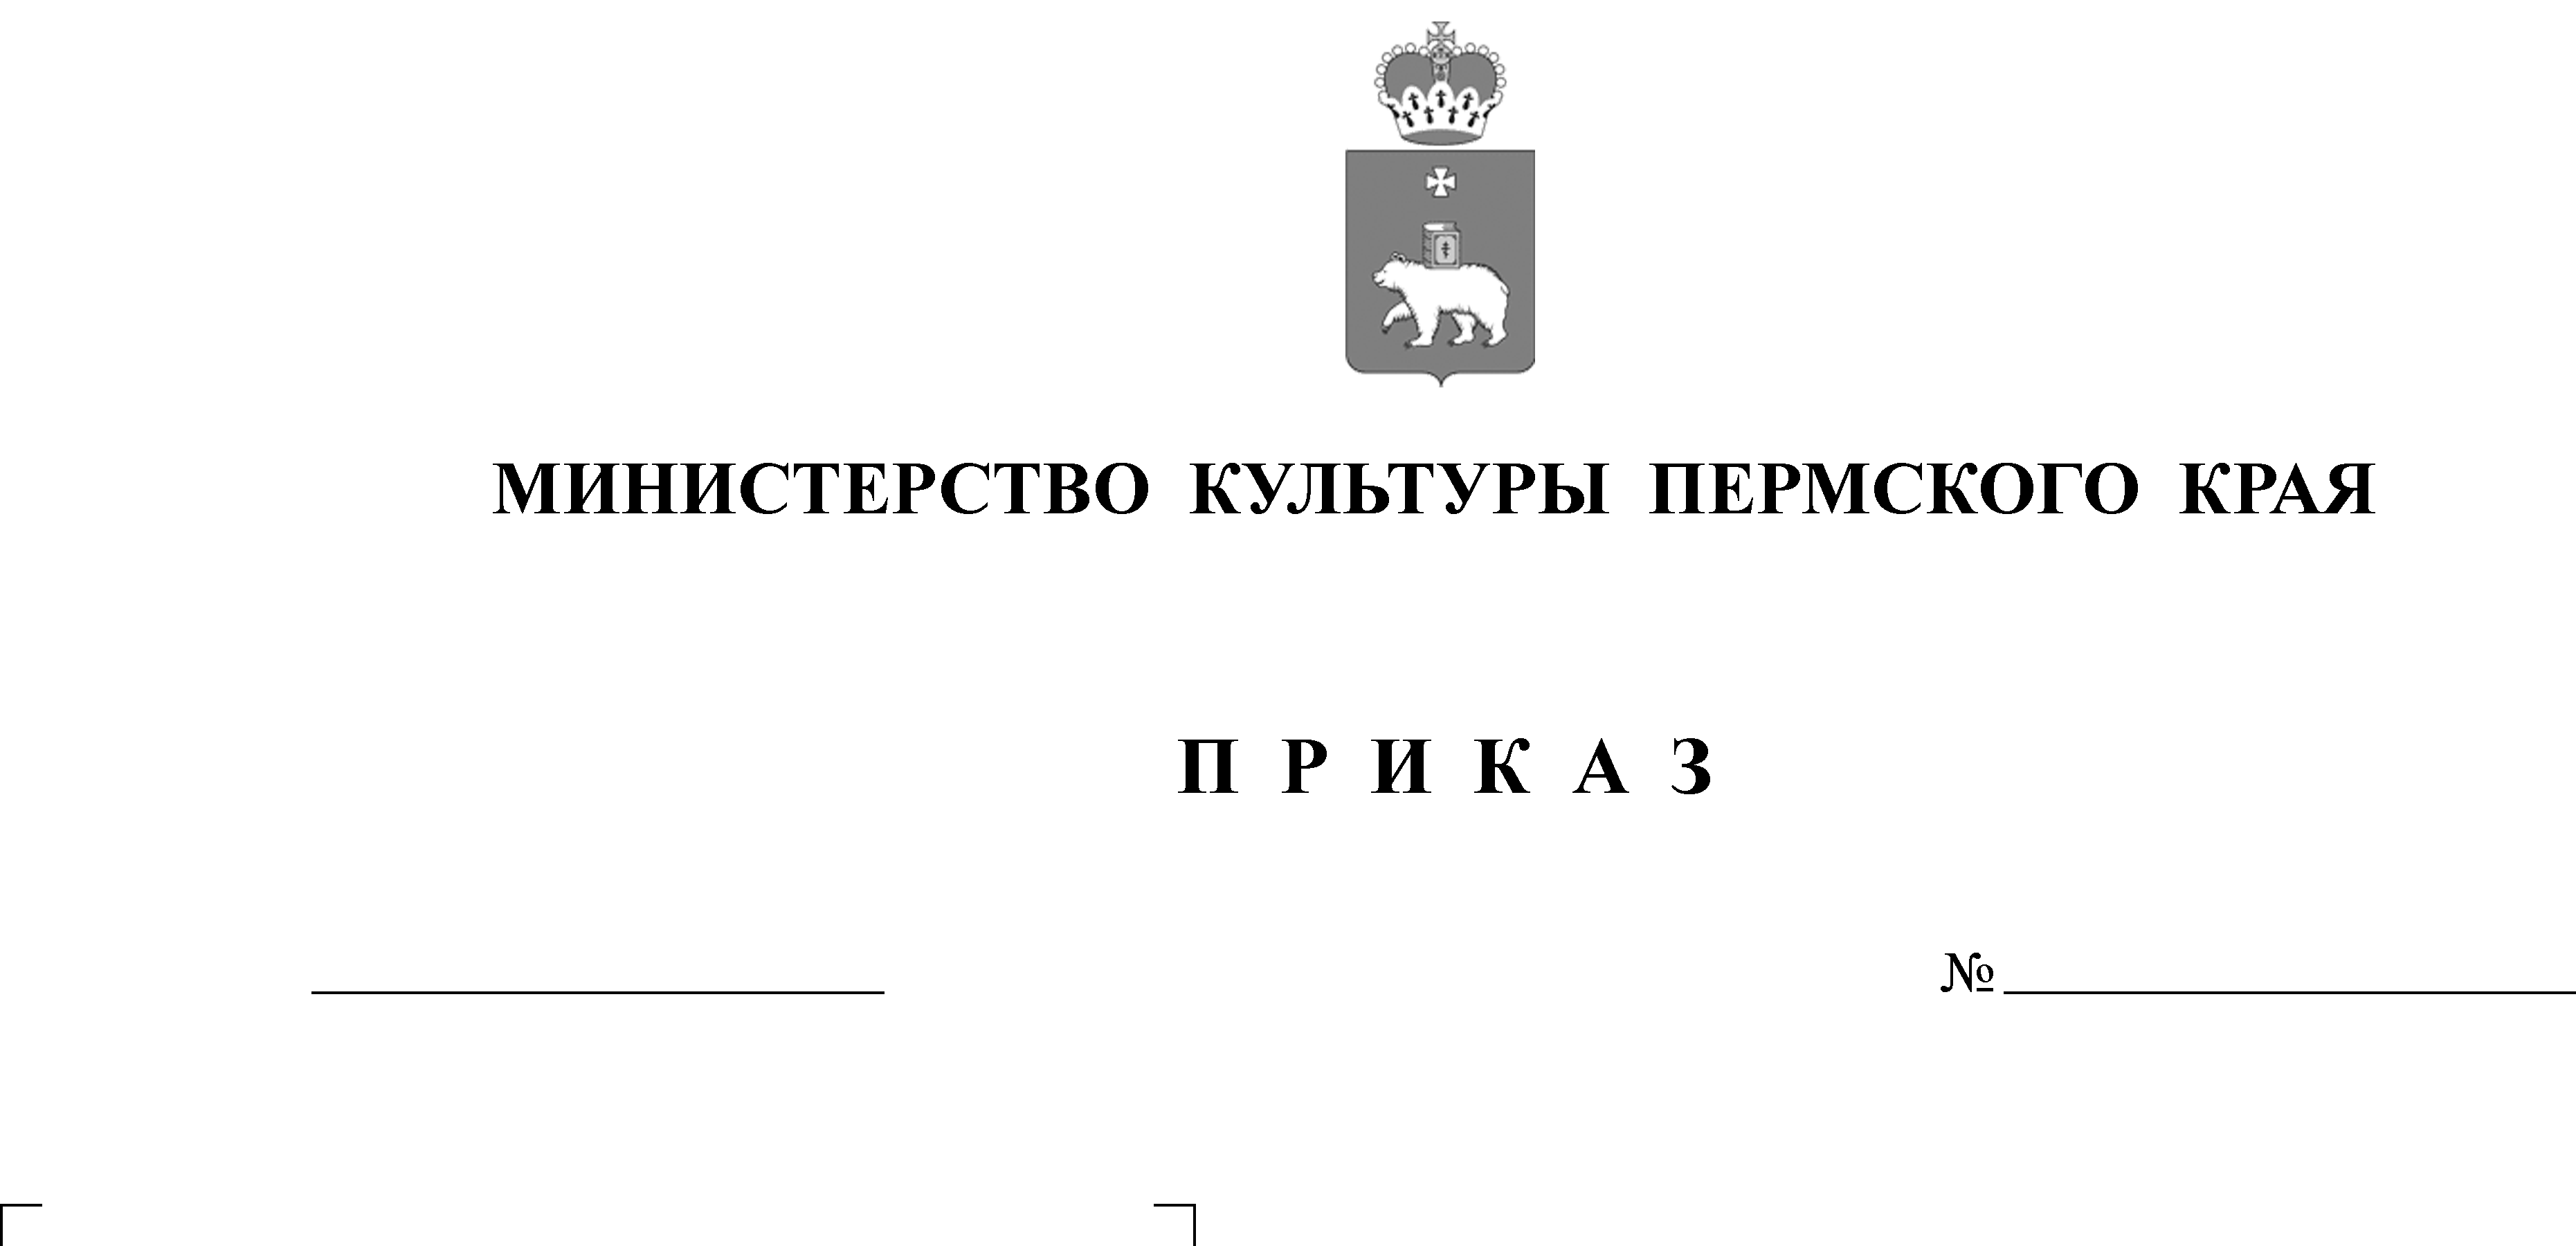 МИНИСТЕРСТВО КУЛЬТУРЫ ПЕРМСКОГО КРАЯ
П Р И К А З
№